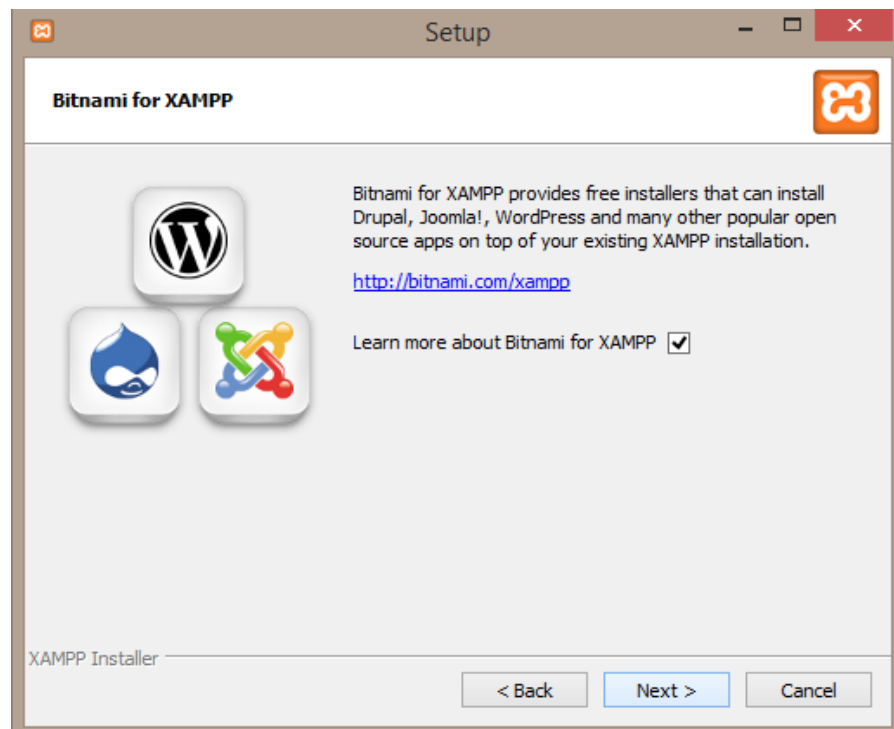 Setup
Bitnami for XAMPP
Bitnami for XAMPP provides free installers that can install
Drupal, Joomla!, WordPress and many other popular open
source apps on top of your existing XAMPP installation.
http://bitnami.com/xampp
Learn more about Bitnami for XAMPP
XAMPP Installer
< Back
Next >
Cancel